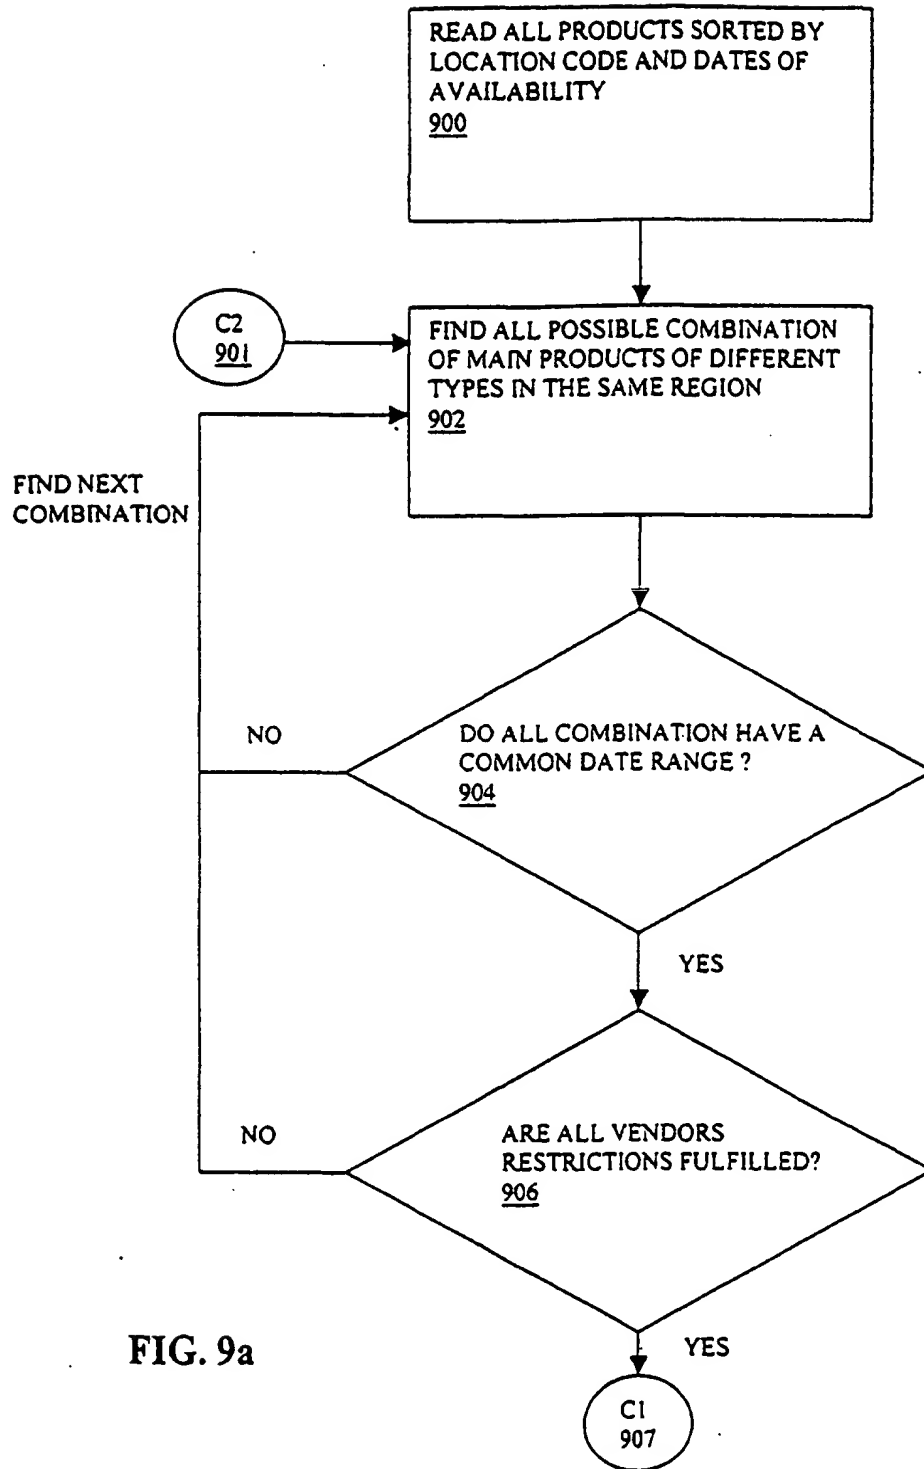 READ ALL PRODUCTS SORTED BY
LOCATION CODE AND DATES OF
AVAILABILITY
900
C2
901
FIND ALL POSSIBLE COMBINATION
OF MAIN PRODUCTS OF DIFFERENT
TYPES IN THE SAME REGION
902
FIND NEXT
COMBINATION
NO
DO ALL COMBINATION HAVE A
COMMON DATE RANGE ?
904
YES
NO
ARE ALL VENDORS
RESTRICTIONS FULFILLED?
906
YES
FIG. 9a
C1
907